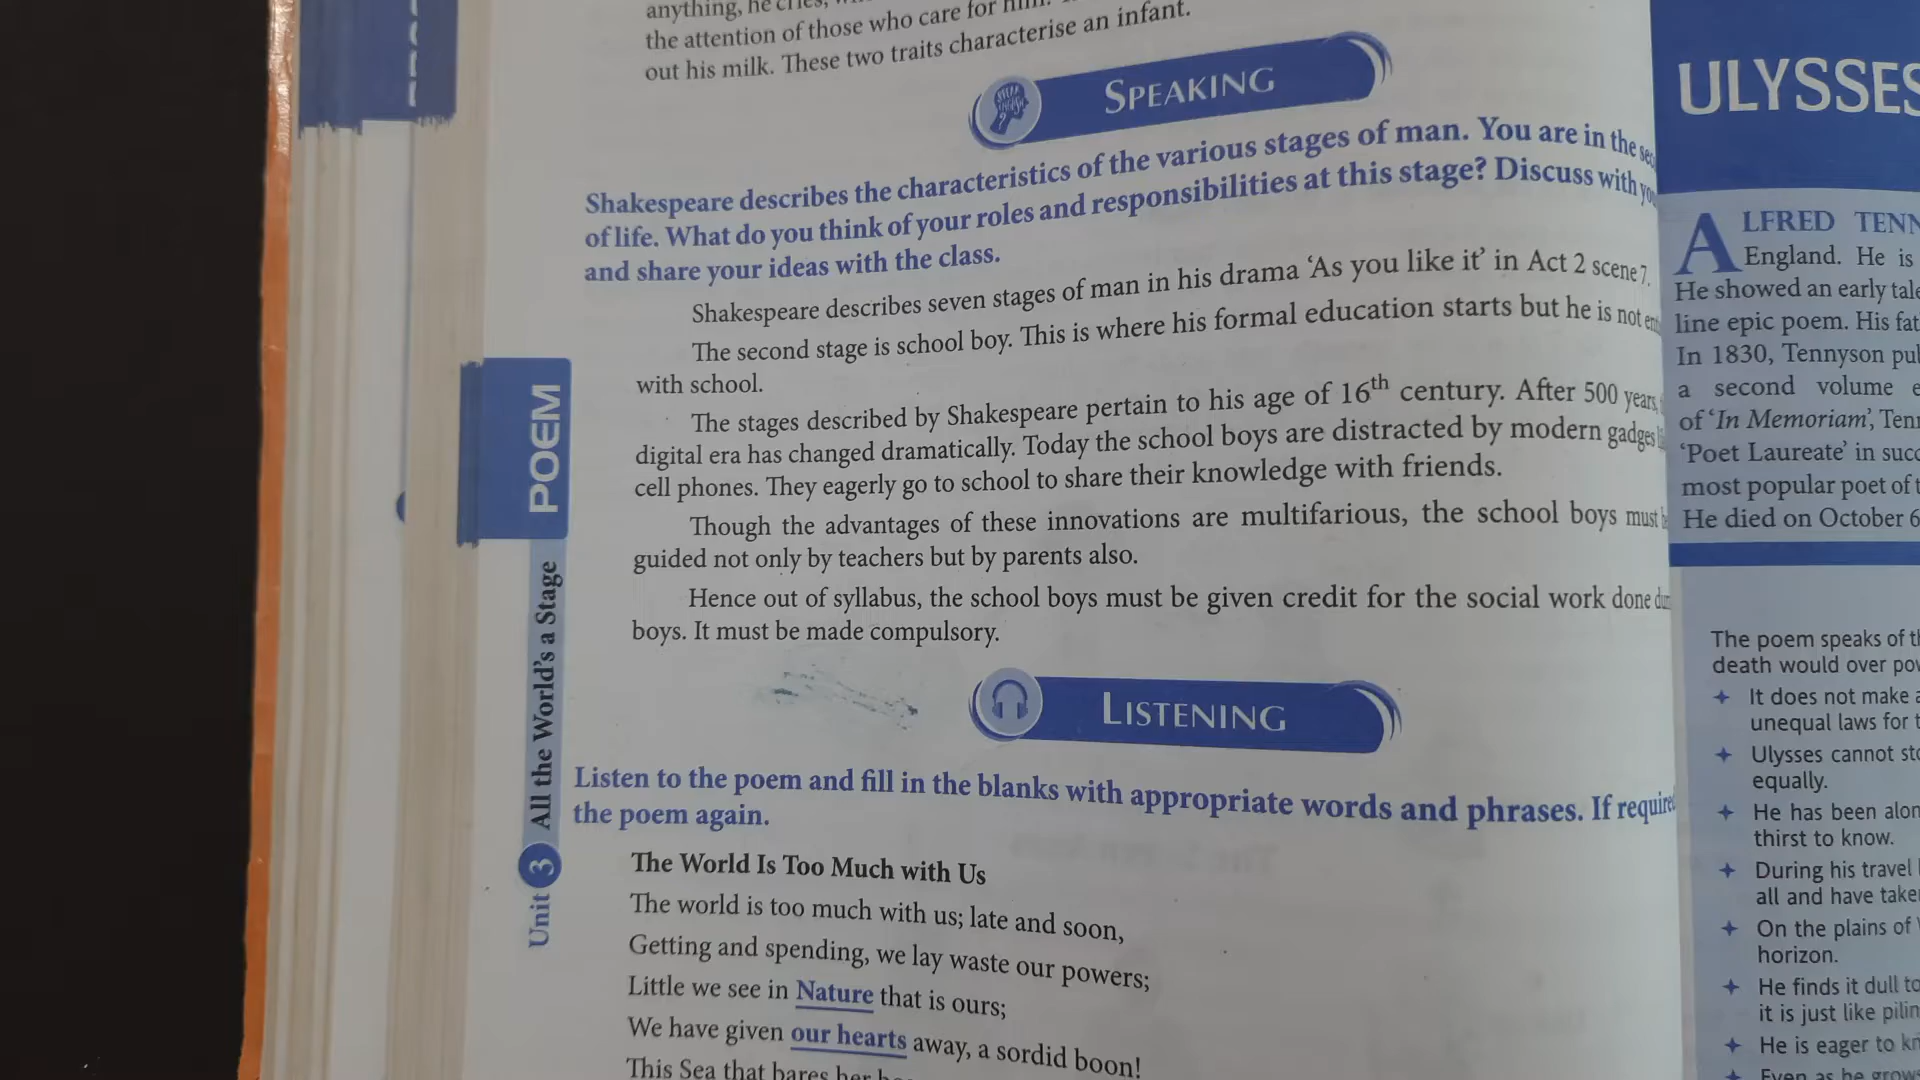 anything, he cries,
the attention of those who care for him.
out his milk. These two traits characterise an infant.
SPEAKING
Shakespeare describes the characteristics of the various stages of man. You are in the
of life. What do you think of your roles and responsibilities at this stage? Discuss with
and share your ideas with the class.
Shakespeare describes seven stages of man in his drama 'As you like it' in Act 2 scene 7.
The second stage is school boy. This is where his formal education starts but he is not
with school.
The stages described by Shakespeare pertain to his age of 16th century. After 500 years,
digital era has changed dramatically. Today the school boys are distracted by modern gadges
cell phones. They eagerly go to school to share their knowledge with friends.
Though the advantages of these innovations are multifarious, the school boys must
guided not only by teachers but by parents also.
Hence out of syllabus, the school boys must be given credit for the social work done
boys. It must be made compulsory.
LISTENING
Listen to the poem and fill in the blanks with appropriate words and phrases. If required
the poem again.
The World Is Too Much with Us
The world is too much with us; late and soon,
Getting and spending, we lay waste our powers;
Little we see in Nature that is ours;
We have given our hearts away, a sordid boon!
This Sea that bares her
POEM
Unit 3 All the World's a Stage
ULYSSES
ALFRED TENN
England. He is
He showed an early tale
line epic poem. His fat
In 1830, Tennyson pub
a second volume e
of 'In Memoriam', Tenn
'Poet Laureate' in succ
most popular poet of t
He died on October 6
The poem speaks of th
death would over pow
It does not make a
unequal laws for t
Ulysses cannot sto
equally.
He has been alon
thirst to know.
During his travel
all and have taken
On the plains of
horizon.
He finds it dull to
it is just like pilin
He is eager to kn
Even as he grows